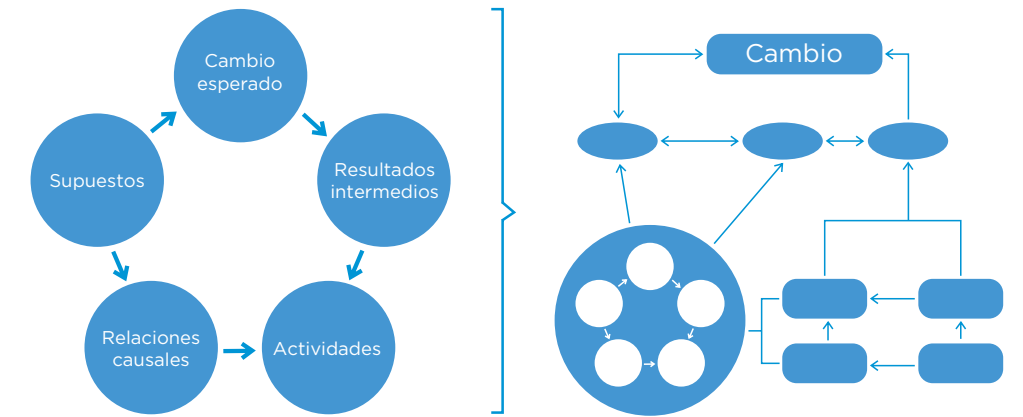 Cambio
esperado
Supuestos
Resultados
intermedios
Relaciones
causales
Actividades
Cambio